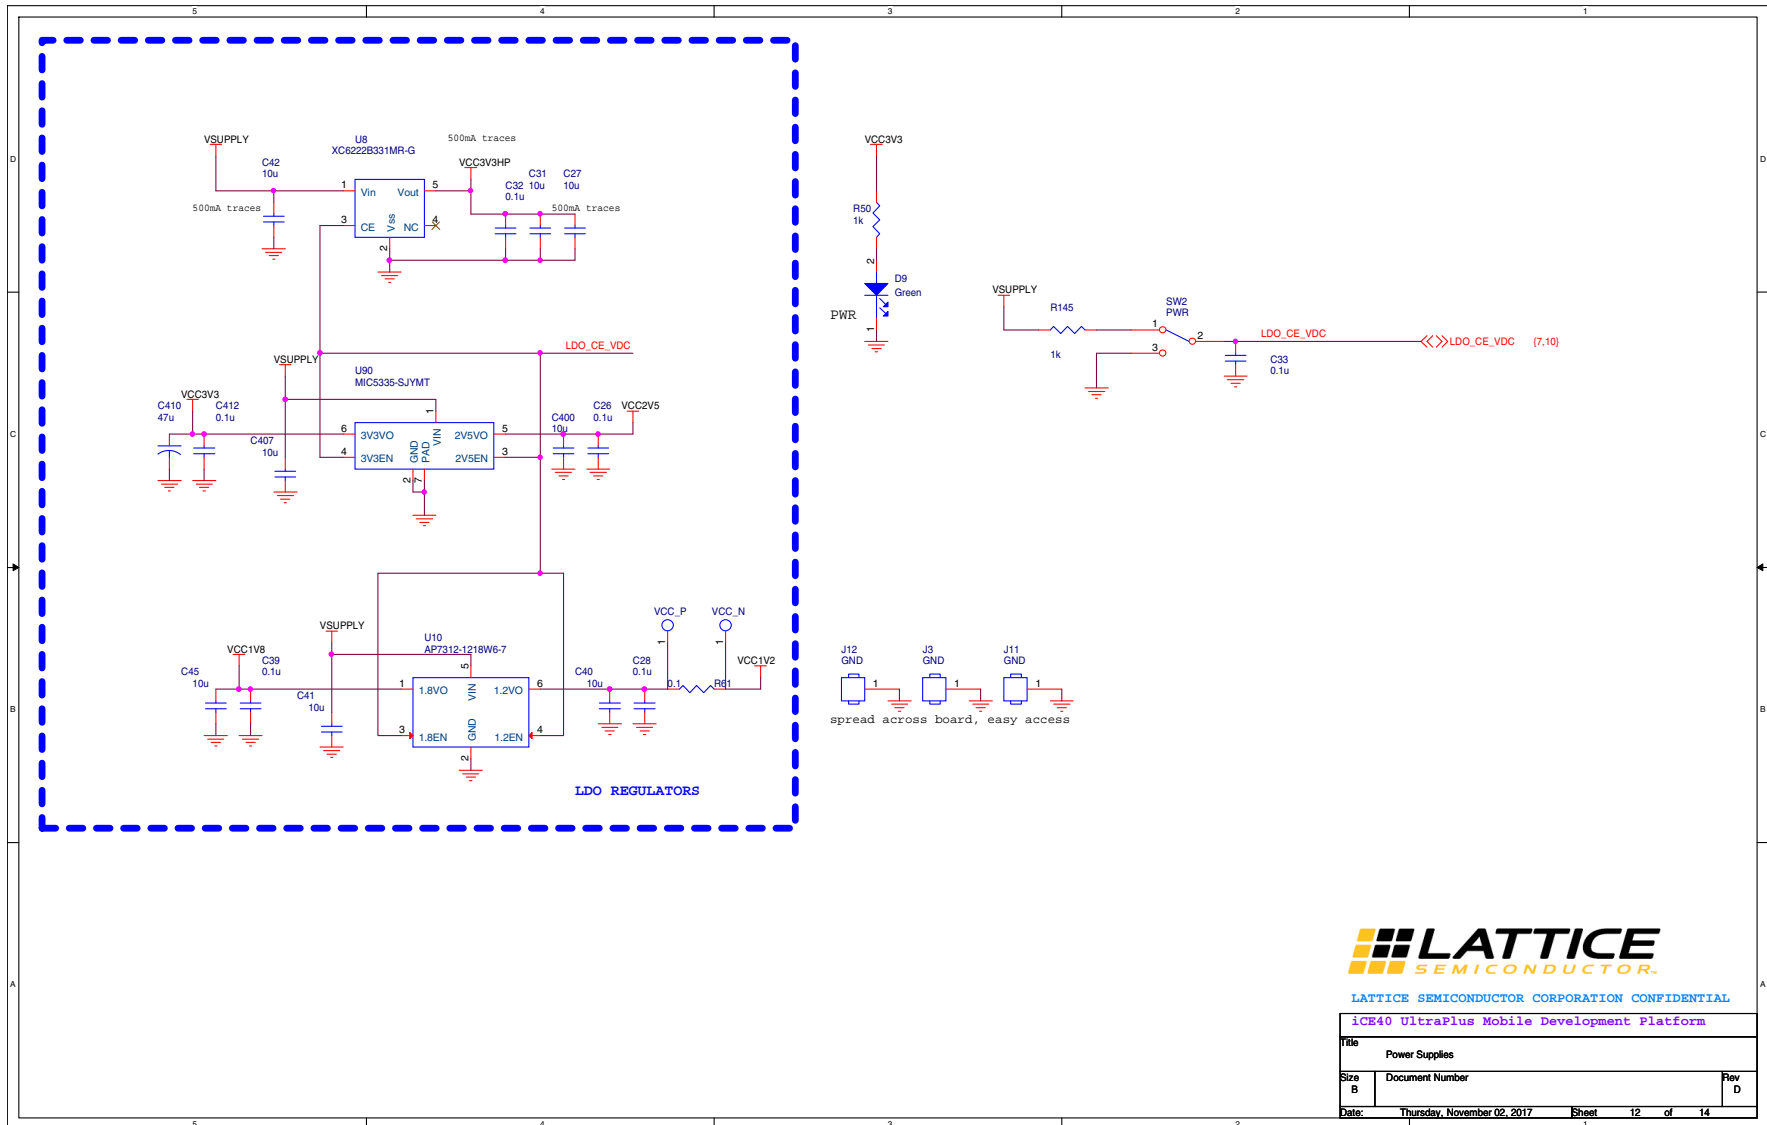 5
4
3
2
1
D
D
VSUPPLY
C42
10u
500mA traces
U8
XC6222B331MR-G
1
Vin
Vout
5
3
CE
Vss
NC
4
2
500mA traces
VCC3V3HP
C32
0.1u
C31
10u
C27
10u
500mA traces
VCC3V3
R50
1k
2
D9
Green
PWR
1
VSUPPLY
R145
1k
SW2
PWR
1
2
3
LDO_CE_VDC
C33
0.1u
LDO_CE_VDC
{7,10}
LDO_CE_VDC
C
C
VSUPPLY
U90
MIC5335-SJYMT
VCC3V3
C410
47u
C412
0.1u
C407
10u
1
6
3V3VO
4
3V3EN
GND
PAD
VIN
2V5VO
5
2V5EN
3
2
7
C400
10u
C26
0.1u
VCC2V5
B
B
VSUPPLY
U10
AP7312-1218W6-7
VCC1V8
C45
10u
C39
0.1u
C41
10u
5
1
1.8VO
VIN
1.2VO
6
3
1.8EN
GND
1.2EN
4
2
C40
10u
C28
0.1u
VCC_P
1
VCC_N
1
0.1
R61
VCC1V2
LDO REGULATORS
J12
GND
1
J3
GND
1
J11
GND
1
spread across board, easy access
A
A
LATTICE
SEMICONDUCTOR™
LATTICE SEMICONDUCTOR CORPORATION CONFIDENTIAL
iCE40 UltraPlus Mobile Development Platform
Title
Power Supplies
Size
B
Document Number
Rev
D
Date:
Thursday, November 02, 2017
Sheet
12
of
14
5
4
2
1